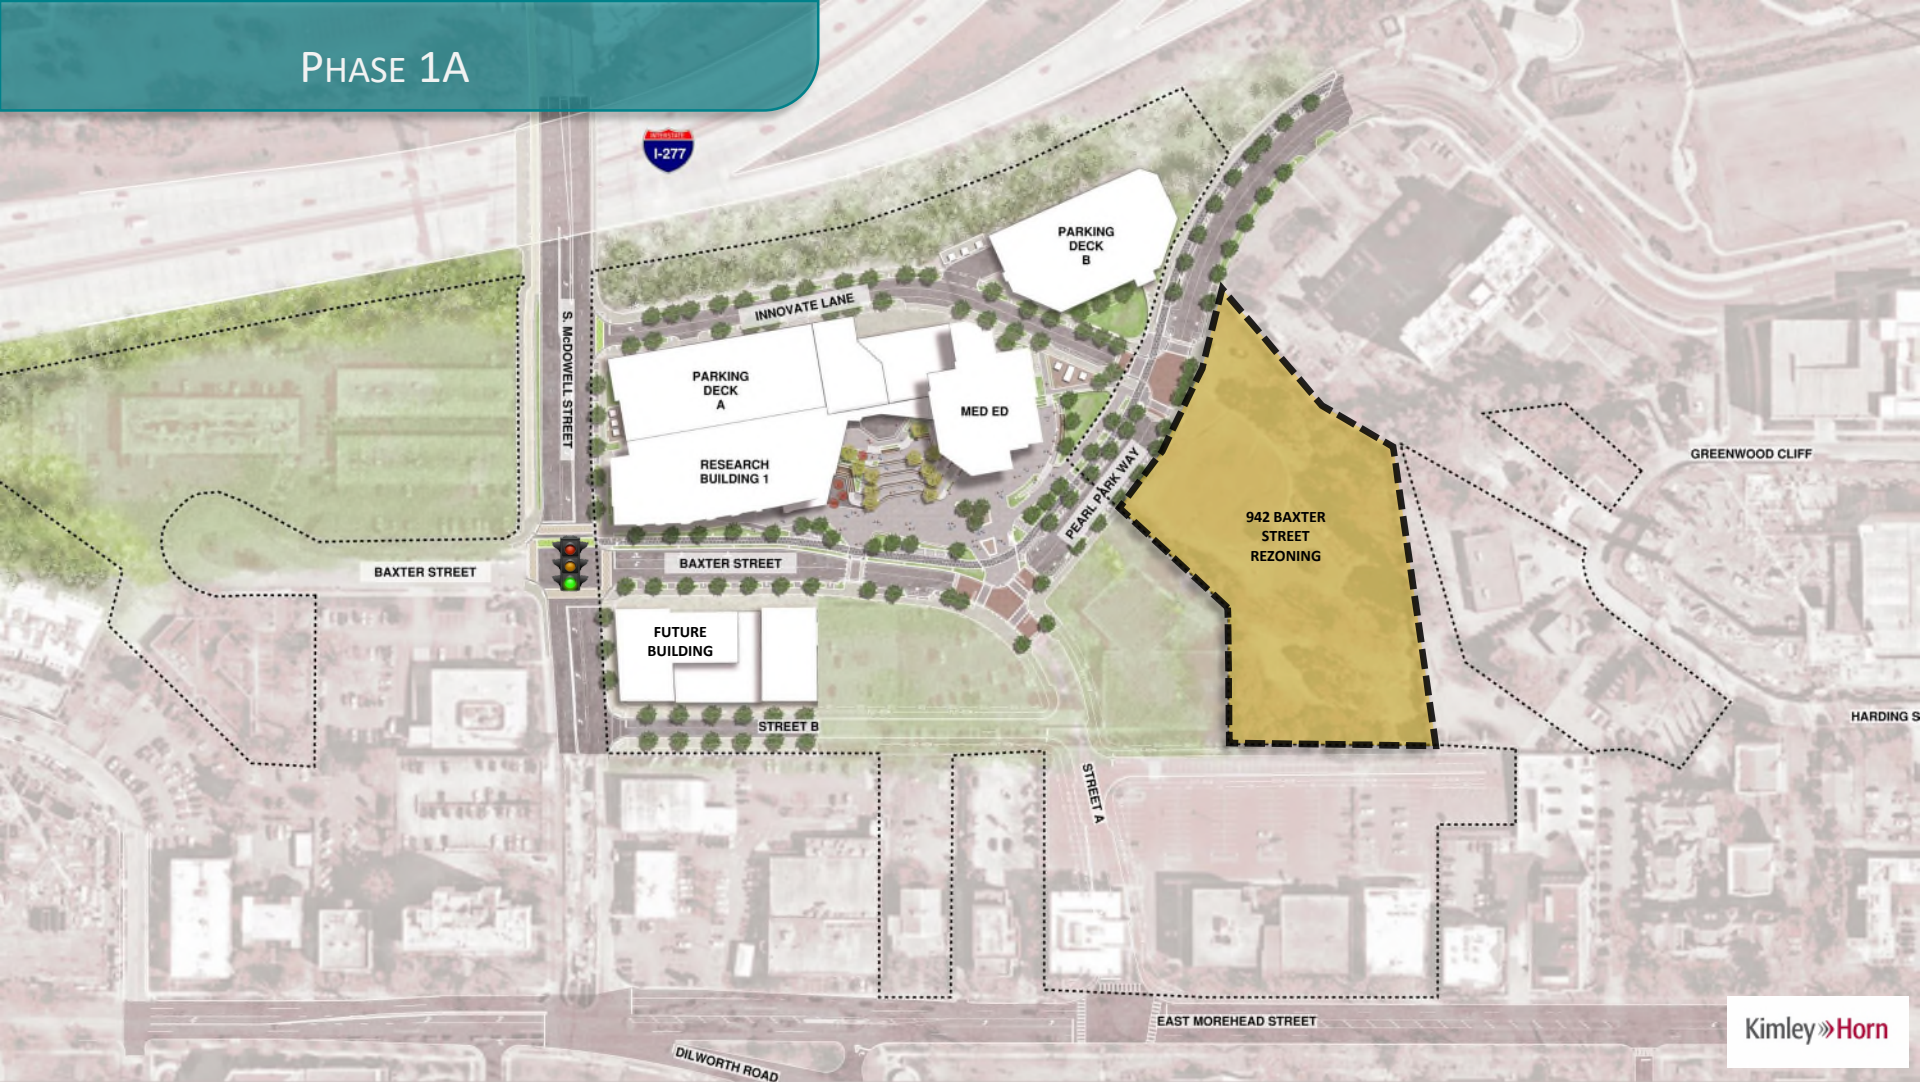 PHASE 1A
INTERSTATE
I-277
PARKING
DECK
B
INNOVATE LANE
S. McDOWELL STREET
PARKING
DECK
A
MED ED
RESEARCH
BUILDING 1
PEARL PARK WAY
GREENWOOD CLIFF
942 BAXTER
STREET
REZONING
BAXTER STREET
BAXTER STREET
FUTURE
BUILDING
STREET B
HARDING S
STREET A
EAST MOREHEAD STREET
DILWORTH ROAD
Kimley»Horn